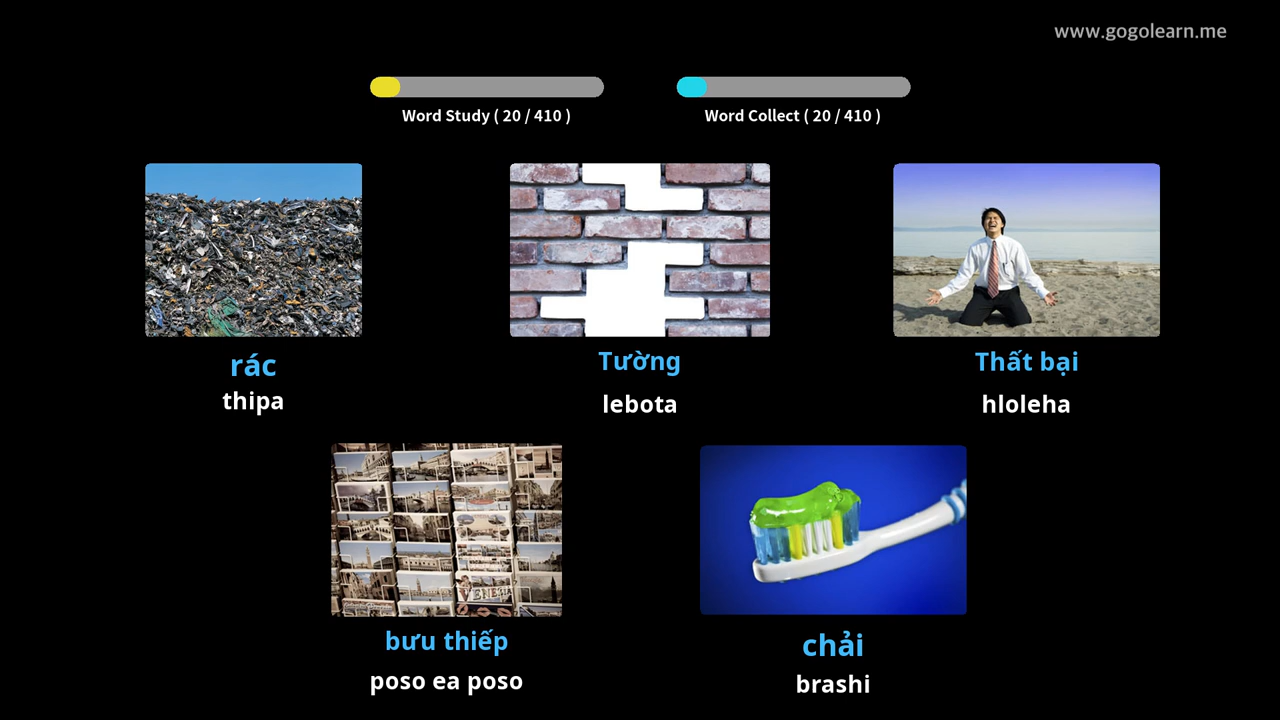 www.gogolearn.me
Word Study ( 20 / 410 )
Word Collect ( 20 / 410 )
rác
thipa
Tường
lebota
Thất bại
hloleha
bưu thiếp
poso ea poso
chải
brashi